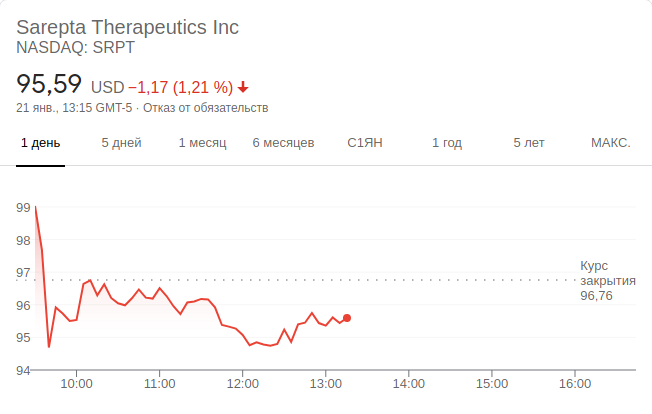 Sarepta Therapeutics Inc
NASDAQ: SRPT
95,59 USD −1,17 (1,21 %)
21 янв., 13:15 GMT-5 · Отказ от обязательств
1 день 5 дней 1 месяц 6 месяцев С1ЯН 1 год 5 лет МАКС.
99
98
97
Курс
закрытия
96,76
96
95
94
10:00 11:00 12:00 13:00 14:00 15:00 16:00